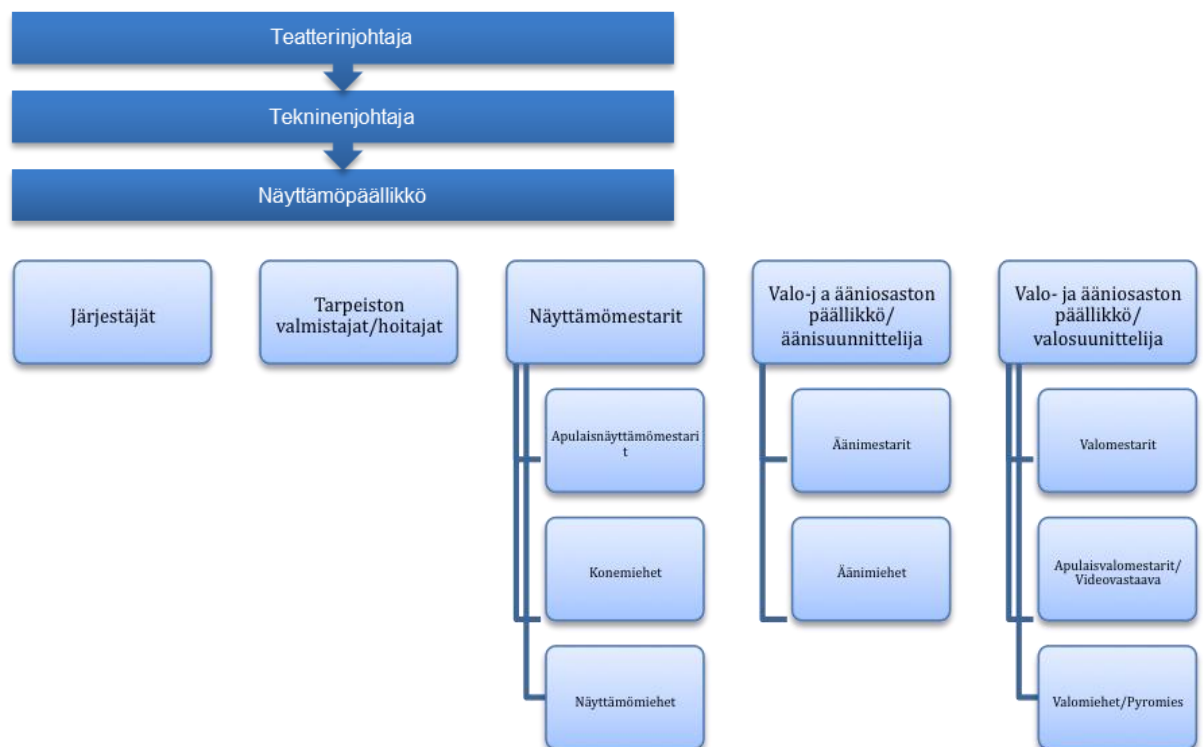 Teatterinjohtaja
Tekninenjohtaja
Näyttämöpäällikkö
Järjestäjät
Tarpeiston
valmistajat/hoitajat
Näyttämömestarit
Valo-j a ääniosaston
päällikkö/
äänisuunnittelija
Valo- ja ääniosaston
päällikkö/
valosuunittelija
Apulaisnäyttämömestari
t
Konemiehet
Näyttämömiehet
Äänimestarit
Äänimiehet
Valomestarit
Apulaisvalomestarit/
Videovastaava
Valomiehet/Pyromies